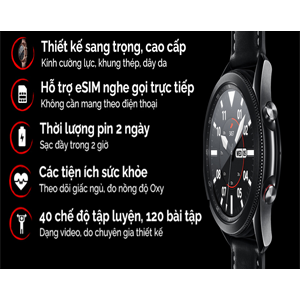 Thiết kế sang trọng, cao cấp
Kính cường lực, khung thép, dây da
Hỗ trợ eSIM nghe gọi trực tiếp
Không cần mang theo điện thoại
Thời lượng pin 2 ngày
Sạc đầy trong 2 giờ
Các tiện ích sức khỏe
Theo dõi giấc ngủ, đo nồng độ Oxy
40 chế độ tập luyện, 120 bài tập
Dạng video, do chuyên gia thiết kế